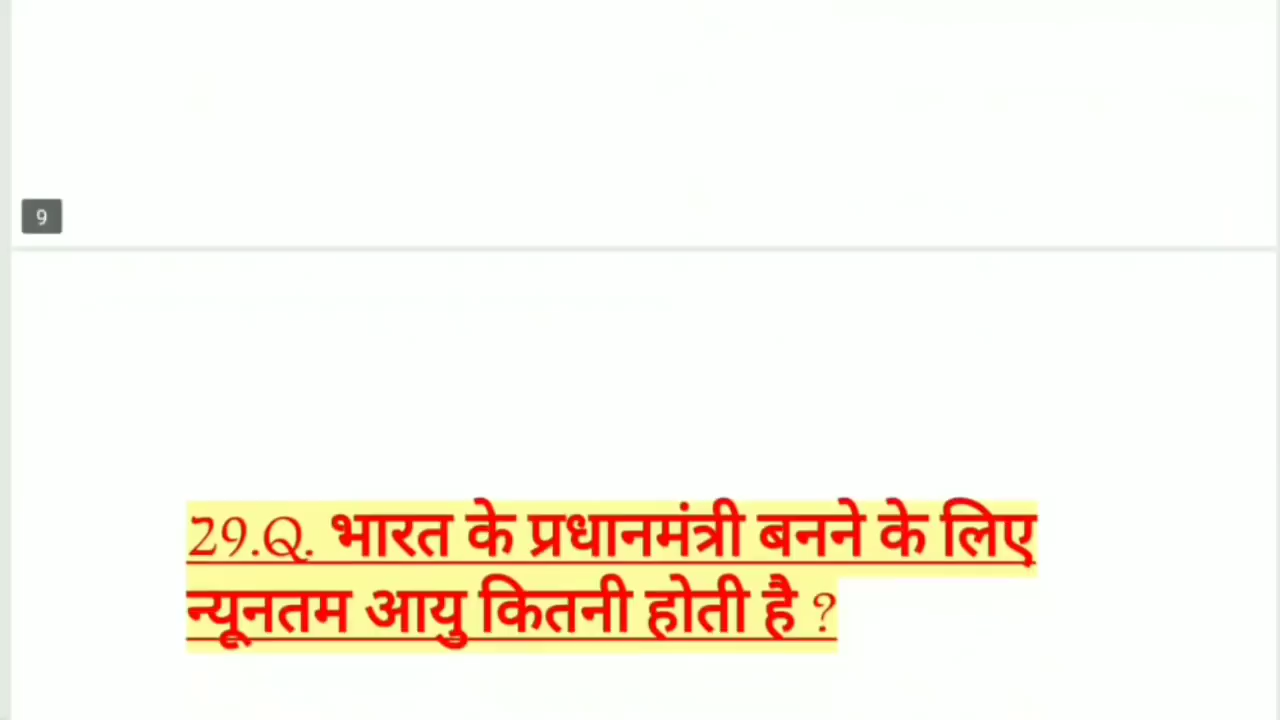 9
29.Q. भारत के प्रधानमंत्री बनने के लिए
न्यूनतम आयु कितनी होती है ?